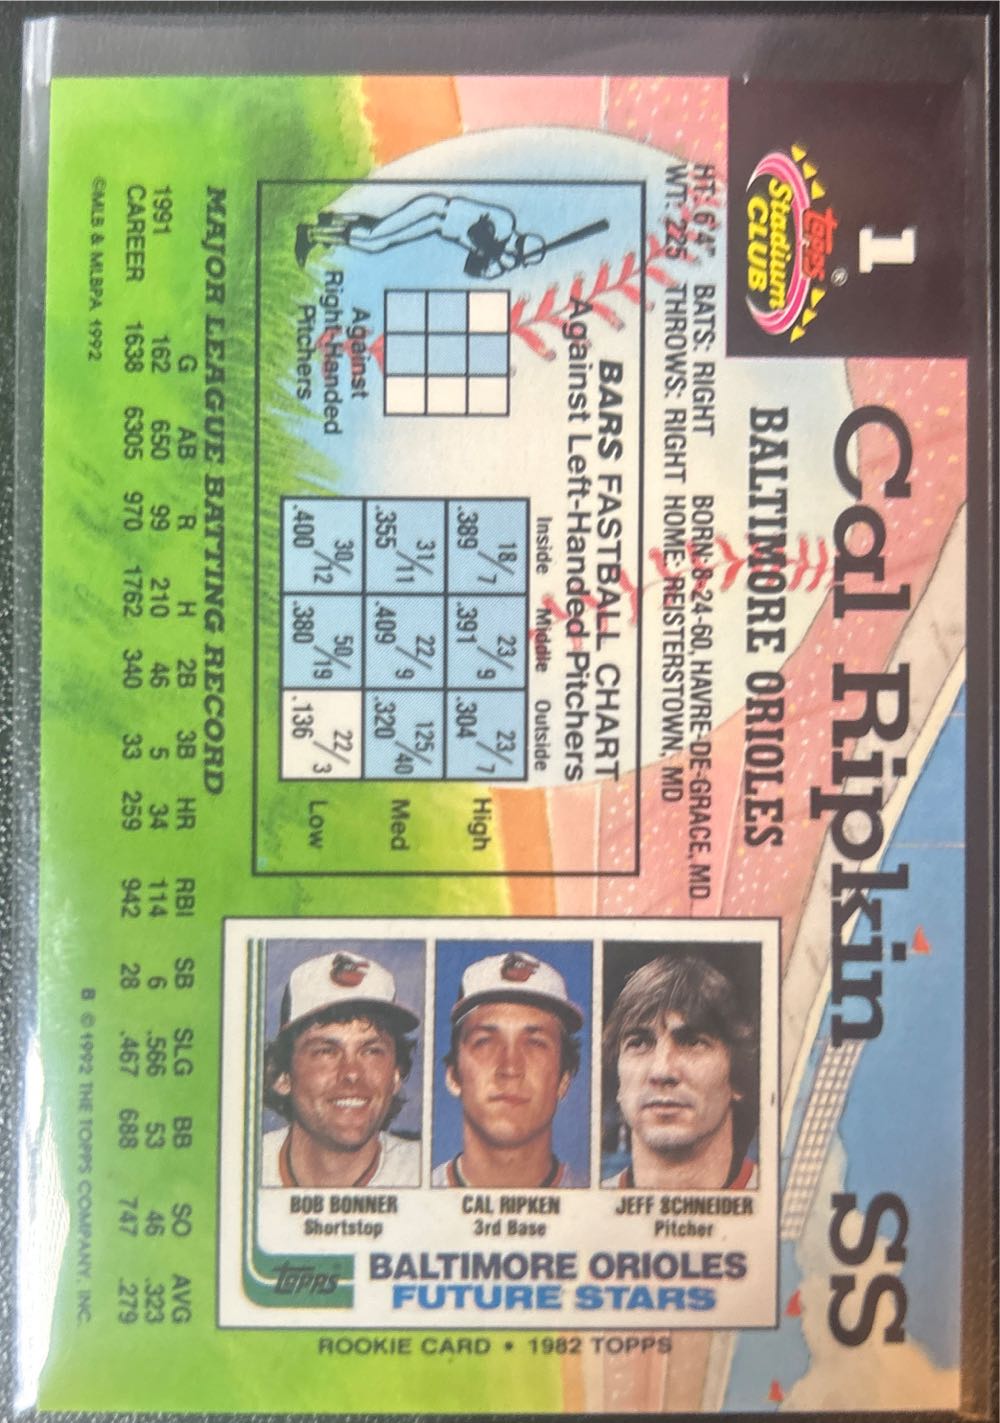 1
Cal Ripkin SS
Topps®
Stadium
CLUB
BALTIMORE ORIOLES
HT: 6'4" BATS: RIGHT BORN: 8-24-60, HAVRE-DE-GRACE, MD
WT: 225 THROWS: RIGHT HOME: REISTERSTOWN, MD
BARS FASTBALL CHART
Against Left-Handed Pitchers
Inside Middle Outside
18/7 23/9 23/7
.389 .391 .304 High
31/11 22/9 125/40
.355 .409 .320 Med
30/12 50/19 22/3
.400 .380 .136 Low
Against
Right-Handed
Pitchers
JEFF SCHNEIDER
Pitcher
CAL RIPKEN
3rd Base
BOB BONNER
Shortstop
BALTIMORE ORIOLES
FUTURE STARS
TOPPS
ROOKIE CARD • 1982 TOPPS
MAJOR LEAGUE BATTING RECORD
G AB R H 2B 3B HR RBI SB SLG BB SO AVG
1991 162 650 99 210 46 5 34 114 6 .566 53 46 .323
CAREER 1638 6305 970 1762 340 33 259 942 28 .467 688 747 .279
©MLB & MLBPA 1992
B © 1992 THE TOPPS COMPANY, INC.